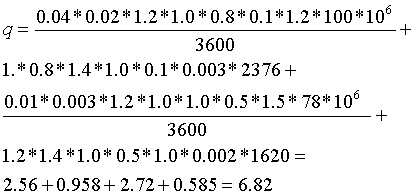 q = 0.04*0.02*1.2*1.0*0.8*0.1*1.2*100*10^6 / 3600 +
1.*0.8*1.4*1.0*0.1*0.003*2376 +
0.01*0.003*1.2*1.0*1.0*0.5*1.5*78*10^6 / 3600 +
1.2*1.4*1.0*0.5*1.0*0.002*1620 =
2.56+0.958+2.72+0.585=6.82